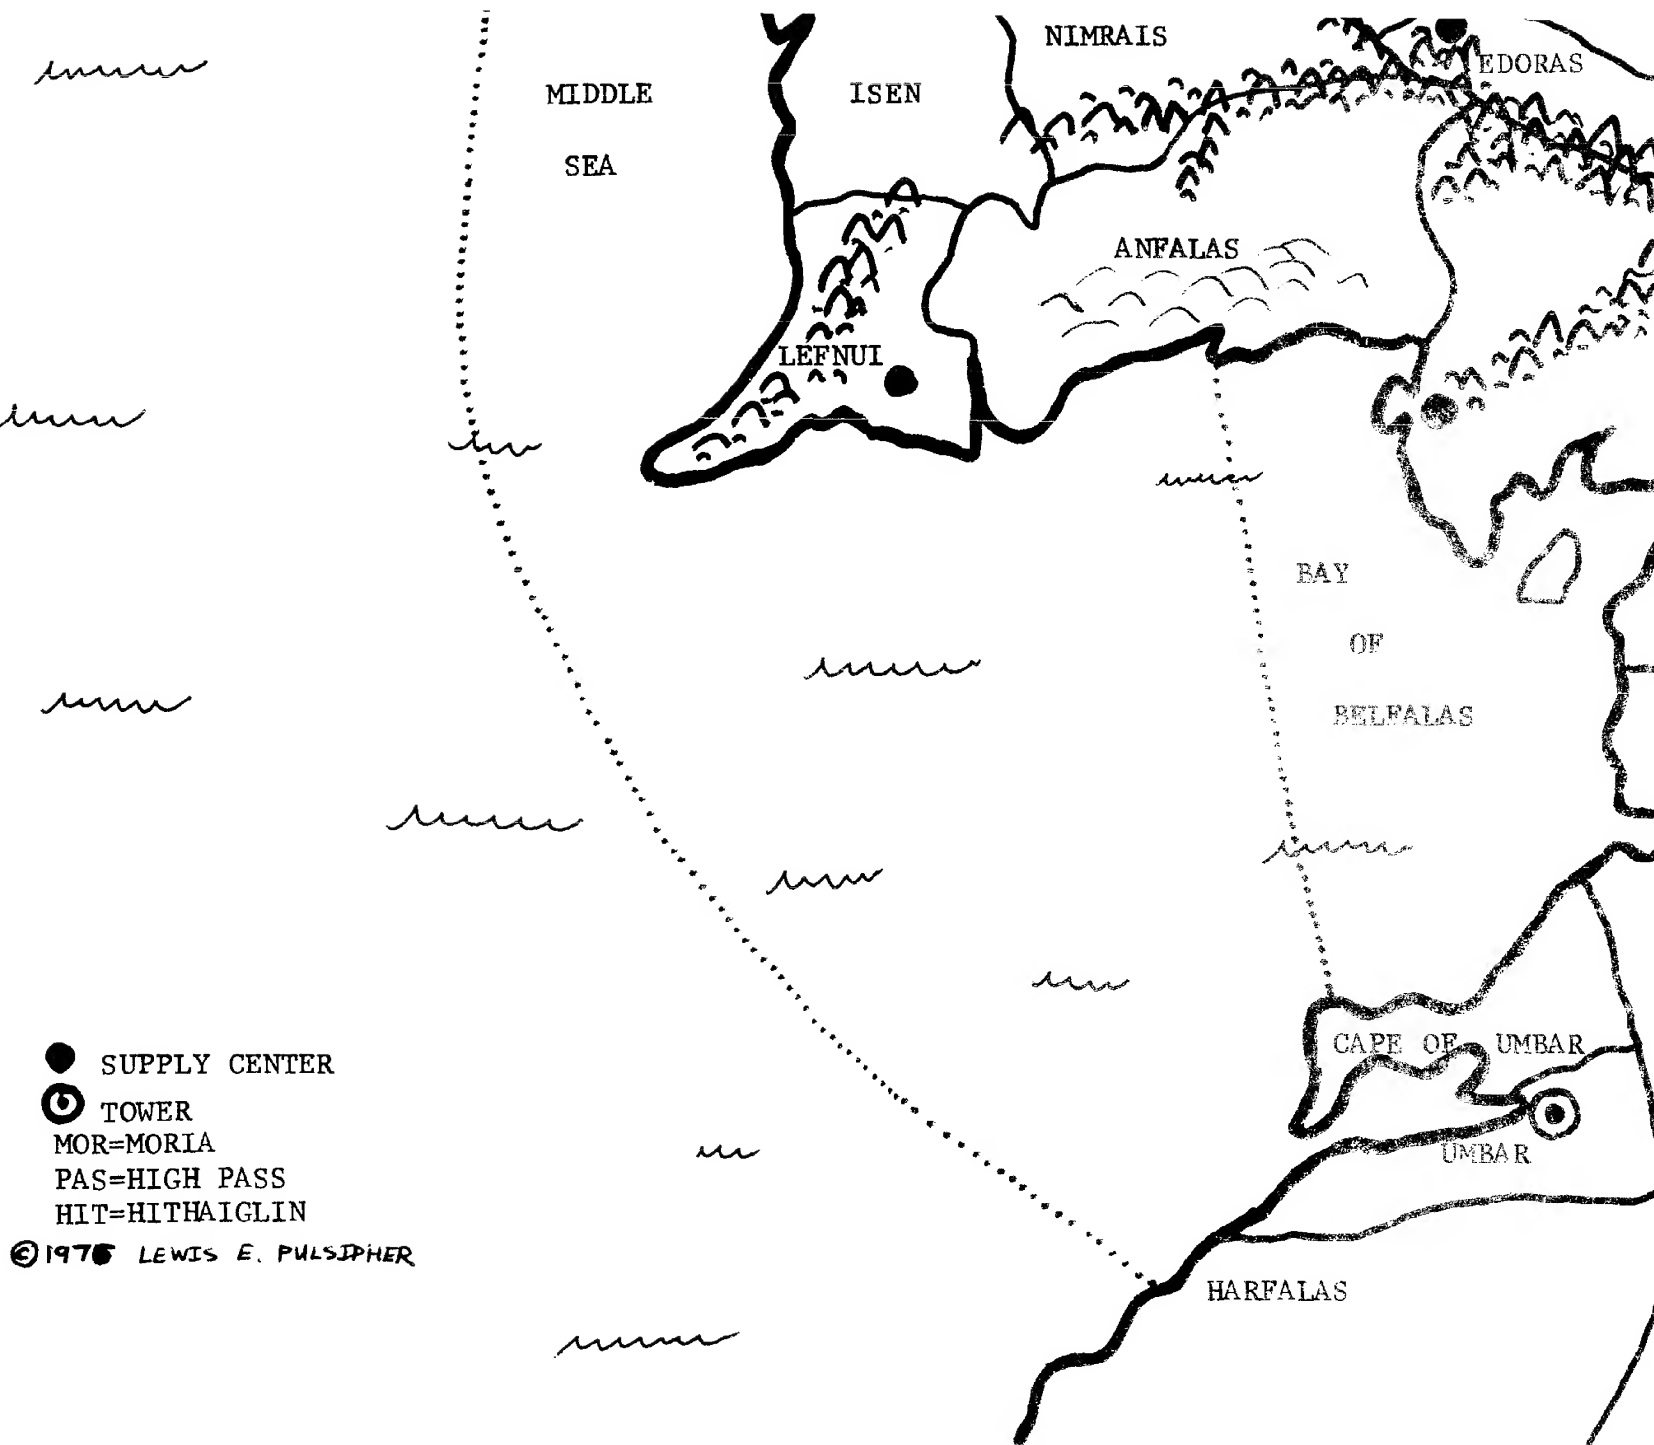 NIMRAIS
EDORAS
MIDDLE
SEA
ISEN
ANFALAS
LEFNUI
BAY
OF
BELFALAS
CAPE OF UMBAR
UMBAR
HARFALAS
SUPPLY CENTER
TOWER
MOR=MORIA
PAS=HIGH PASS
HIT=HITHAIGLIN
©1976 LEWIS E. PULSIPHER